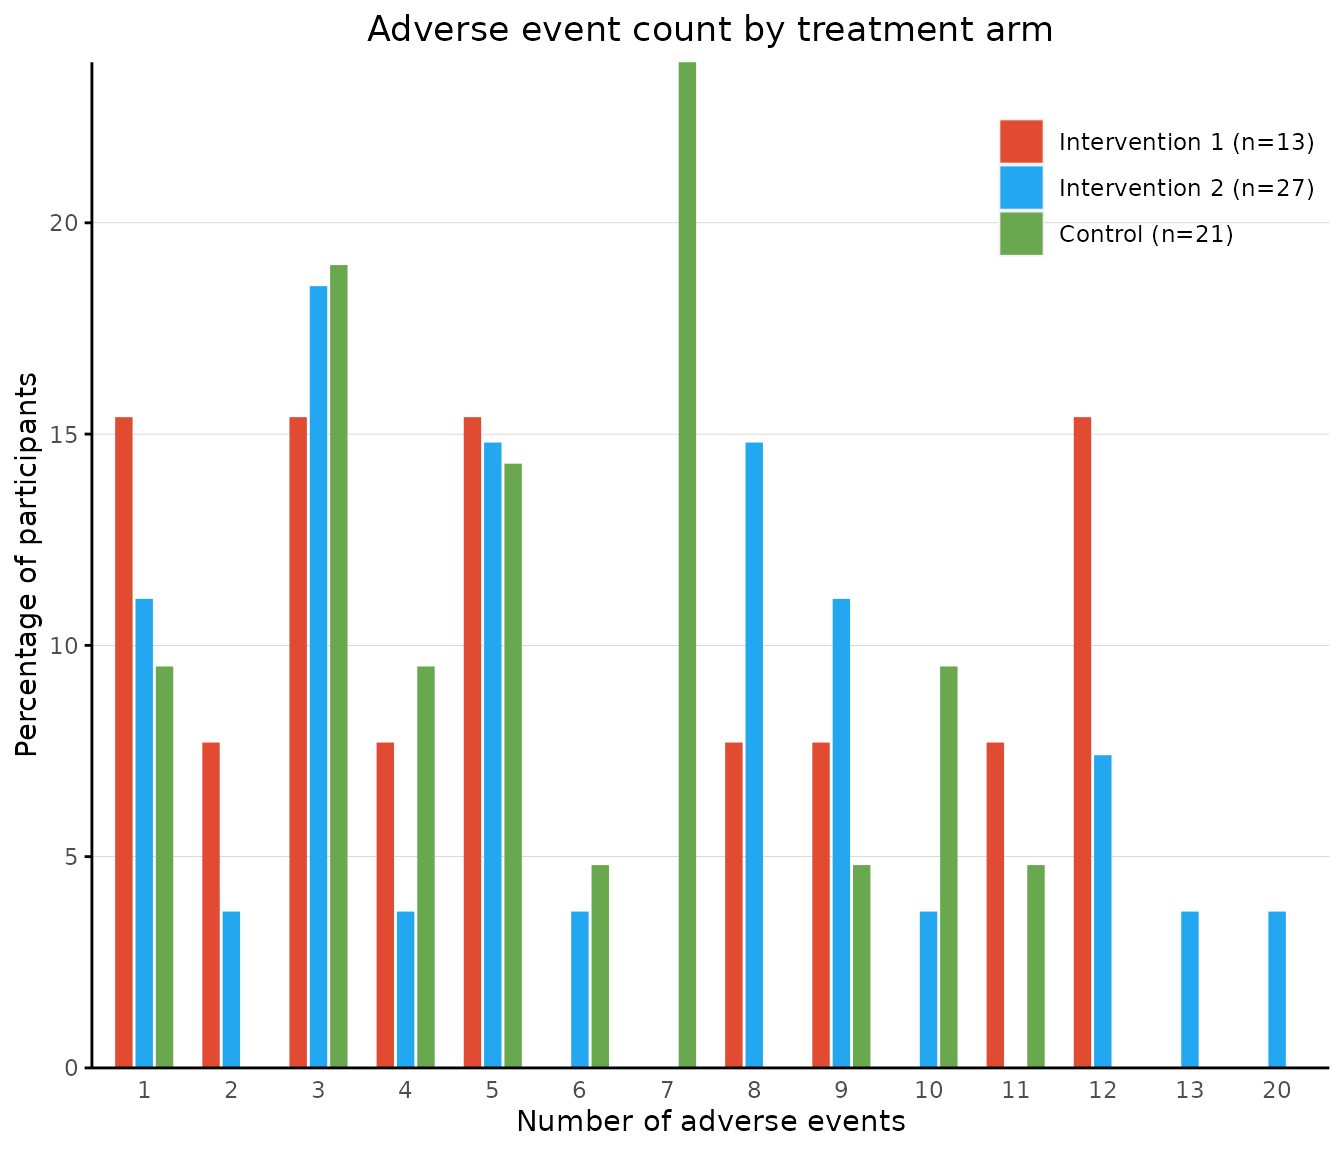 Adverse event count by treatment arm
Intervention 1 (n=13)
Intervention 2 (n=27)
Control (n=21)
Percentage of participants
20
15
10
5
0
1 2 3 4 5 6 7 8 9 10 11 12 13 20
Number of adverse events